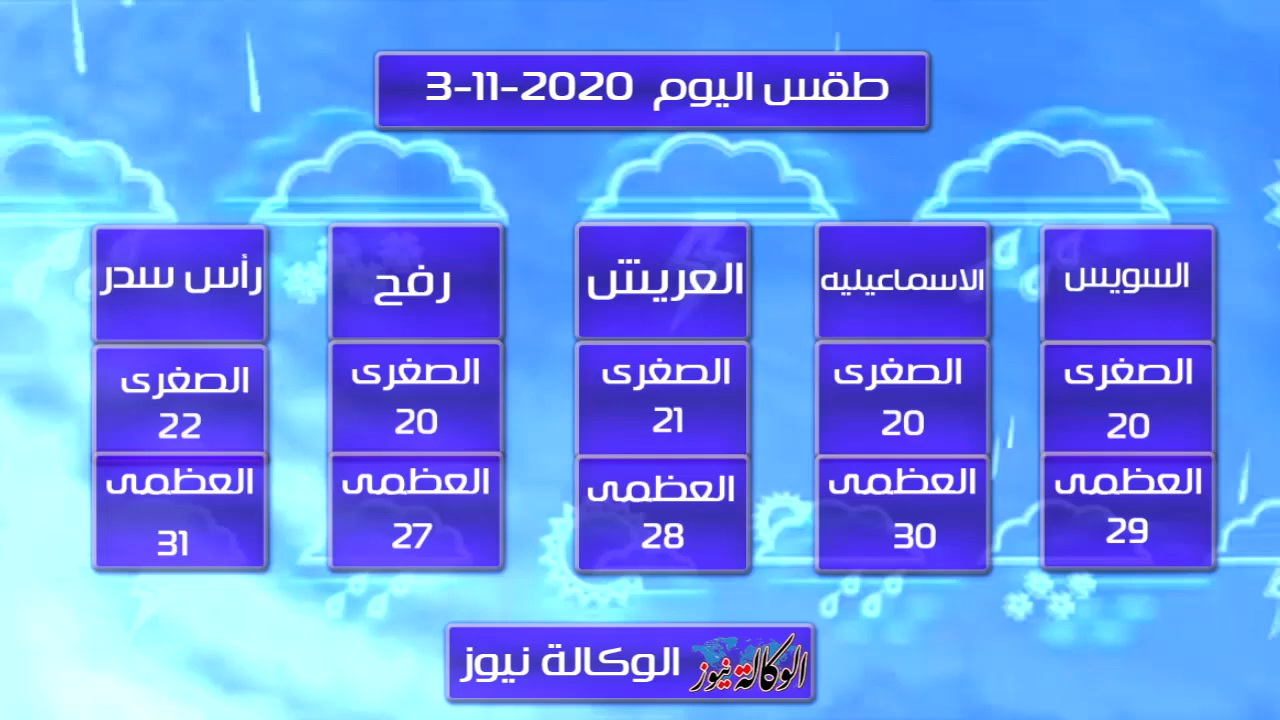 طقس اليوم 3-11-2020
السويس
الصغرى
20
العظمى
29
الاسماعيليه
الصغرى
20
العظمى
30
العريش
الصغرى
21
العظمى
28
رفح
الصغرى
20
العظمى
27
رأس سدر
الصغرى
22
العظمى
31
الوكالة نيوز
الوكالة نيوز